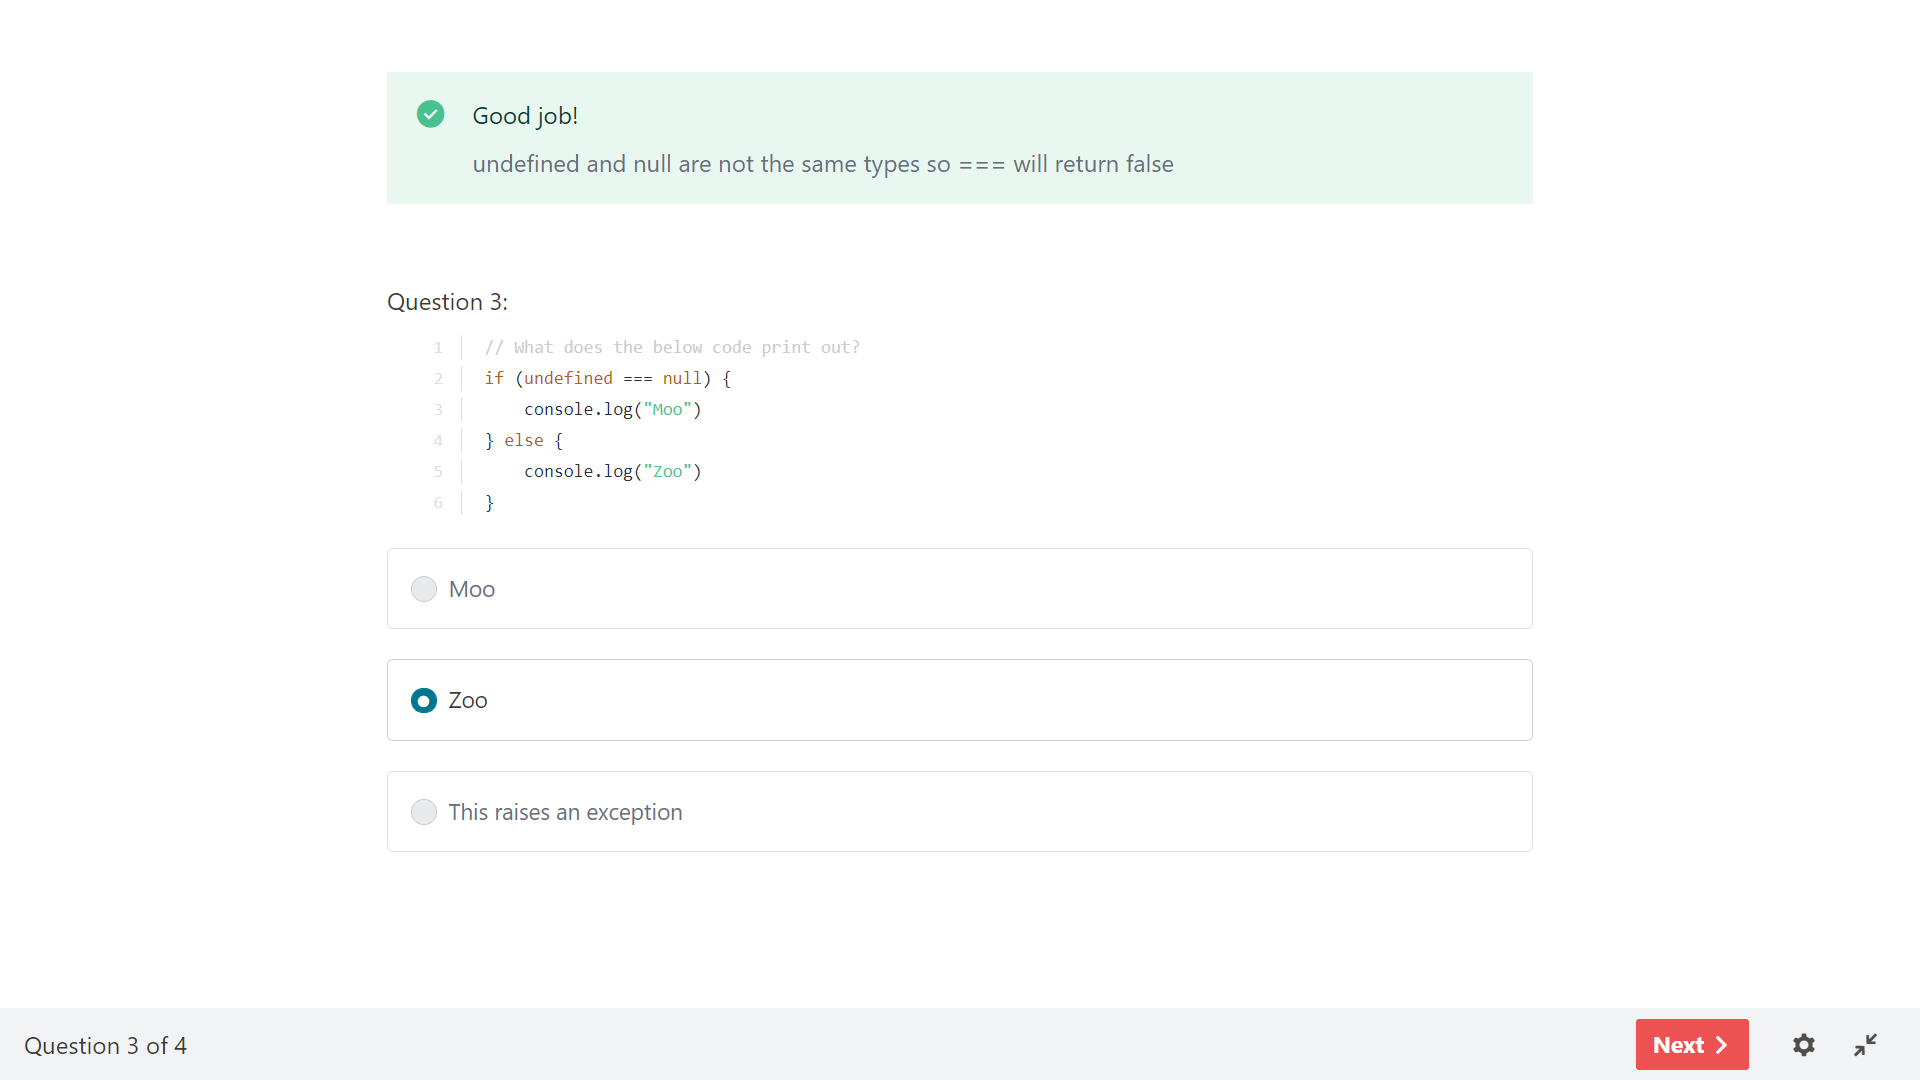 Good job!
undefined and null are not the same types so === will return false
Question 3:
1 // What does the below code print out?
2 if (undefined === null) {
3     console.log("Moo")
4 } else {
5     console.log("Zoo")
6 }
Moo
Zoo
This raises an exception
Question 3 of 4
Next